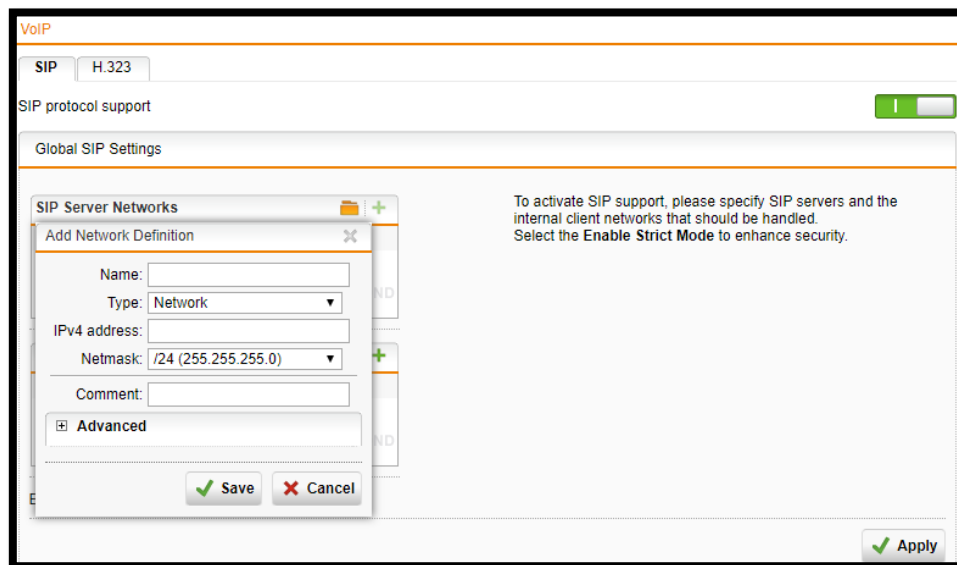 VoIP
SIP
H.323
SIP protocol support
Global SIP Settings
SIP Server Networks
To activate SIP support, please specify SIP servers and the
internal client networks that should be handled.
Select the Enable Strict Mode to enhance security.
Add Network Definition
Name:
Type: Network
ND
IPv4 address:
Netmask: /24 (255.255.255.0)
Comment:
Advanced
ND
Save
Cancel
E
Apply